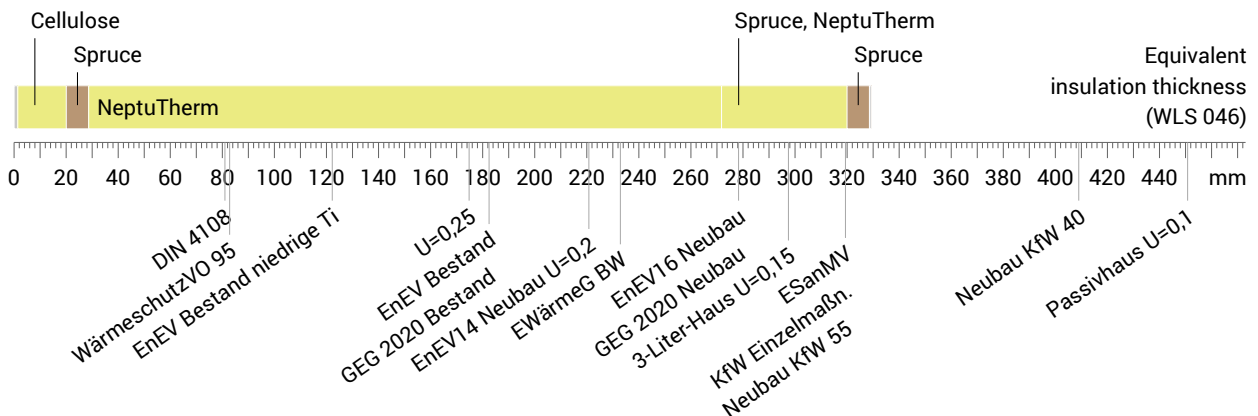 Cellulose
Spruce, NeptuTherm
Spruce
Spruce
Equivalent
insulation thickness
(WLS 046)
NeptuTherm
0 20 40 60 80 100 120 140 160 180 200 220 240 260 280 300 320 340 360 380 400 420 440 mm
DIN 4108
WärmeschutzVO 95
EnEV Bestand niedrige Ti
U=0,25
EnEV Bestand
GEG 2020 Bestand
EnEV14 Neubau U=0,2
EWärmeG BW
EnEV16 Neubau
GEG 2020 Neubau
3-Liter-Haus U=0,15
ESanMV
KfW Einzelmaßn.
Neubau KfW 55
Neubau KfW 40
Passivhaus U=0,1